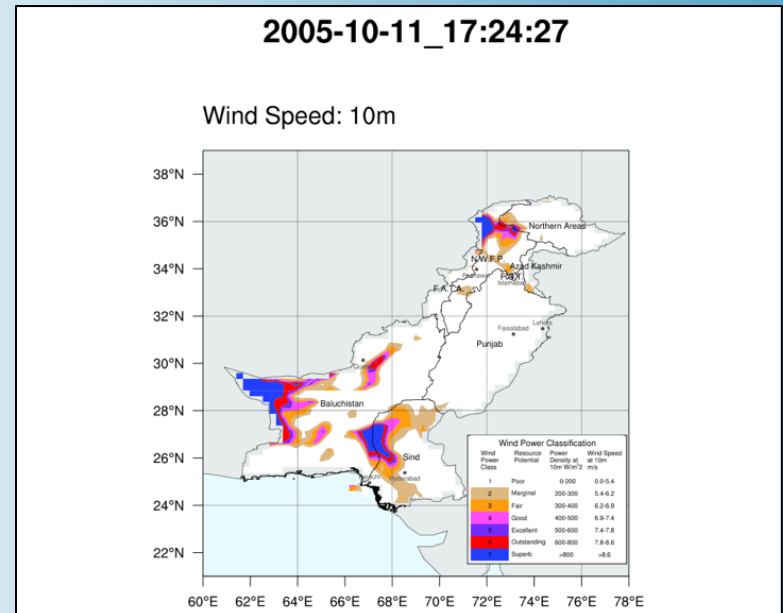 2005-10-11_17:24:27
Wind Speed: 10m
38°N
36°N
34°N
32°N
30°N
28°N
26°N
24°N
22°N
60°E 62°E 64°E 66°E 68°E 70°E 72°E 74°E 76°E 78°E
Northern Areas
N.W.F.P.
Azad Kashmir
Islamabad
Lahore
Faisalabad
Punjab
Baluchistan
Sind
Hyderabad
Wind Power Classification
Wind Power Class
Resource Potential
Power Density at 10m W/m^2
Wind Speed at 10m m/s
1 Poor 0-200 0.0-5.4
2 Marginal 200-300 5.4-6.2
3 Fair 300-400 6.2-6.9
4 Good 400-500 6.9-7.4
5 Excellent 500-600 7.4-7.8
6 Outstanding 600-800 7.8-8.6
7 Superb >800 >8.6